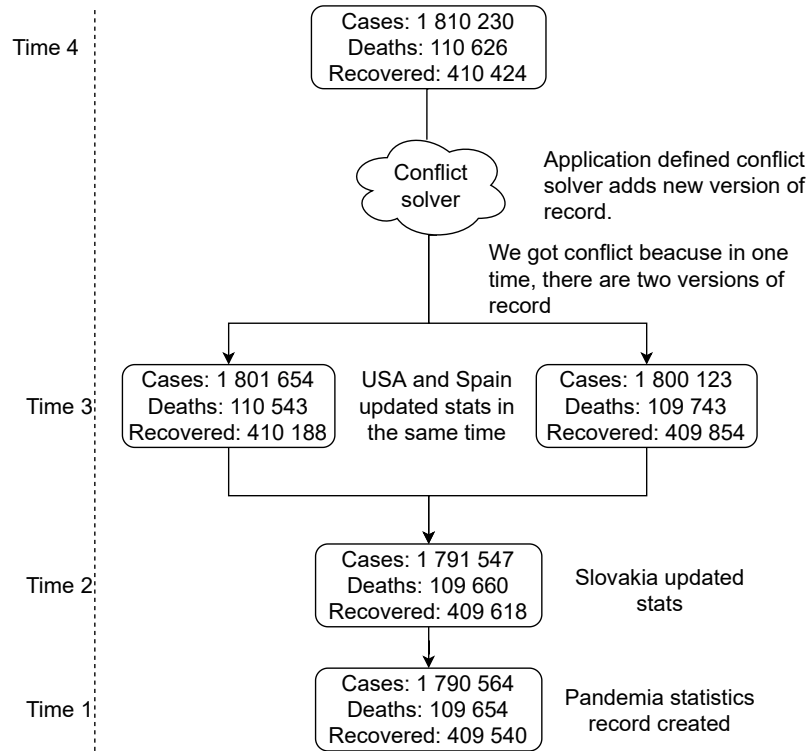 Time 4
Cases: 1 810 230
Deaths: 110 626
Recovered: 410 424
Conflict
solver
Application defined conflict
solver adds new version of
record.
We got conflict beacuse in one
time, there are two versions of
record
Time 3
Cases: 1 801 654
Deaths: 110 543
Recovered: 410 188
USA and Spain
updated stats in
the same time
Cases: 1 800 123
Deaths: 109 743
Recovered: 409 854
Time 2
Cases: 1 791 547
Deaths: 109 660
Recovered: 409 618
Slovakia updated
stats
Time 1
Cases: 1 790 564
Deaths: 109 654
Recovered: 409 540
Pandemia statistics
record created